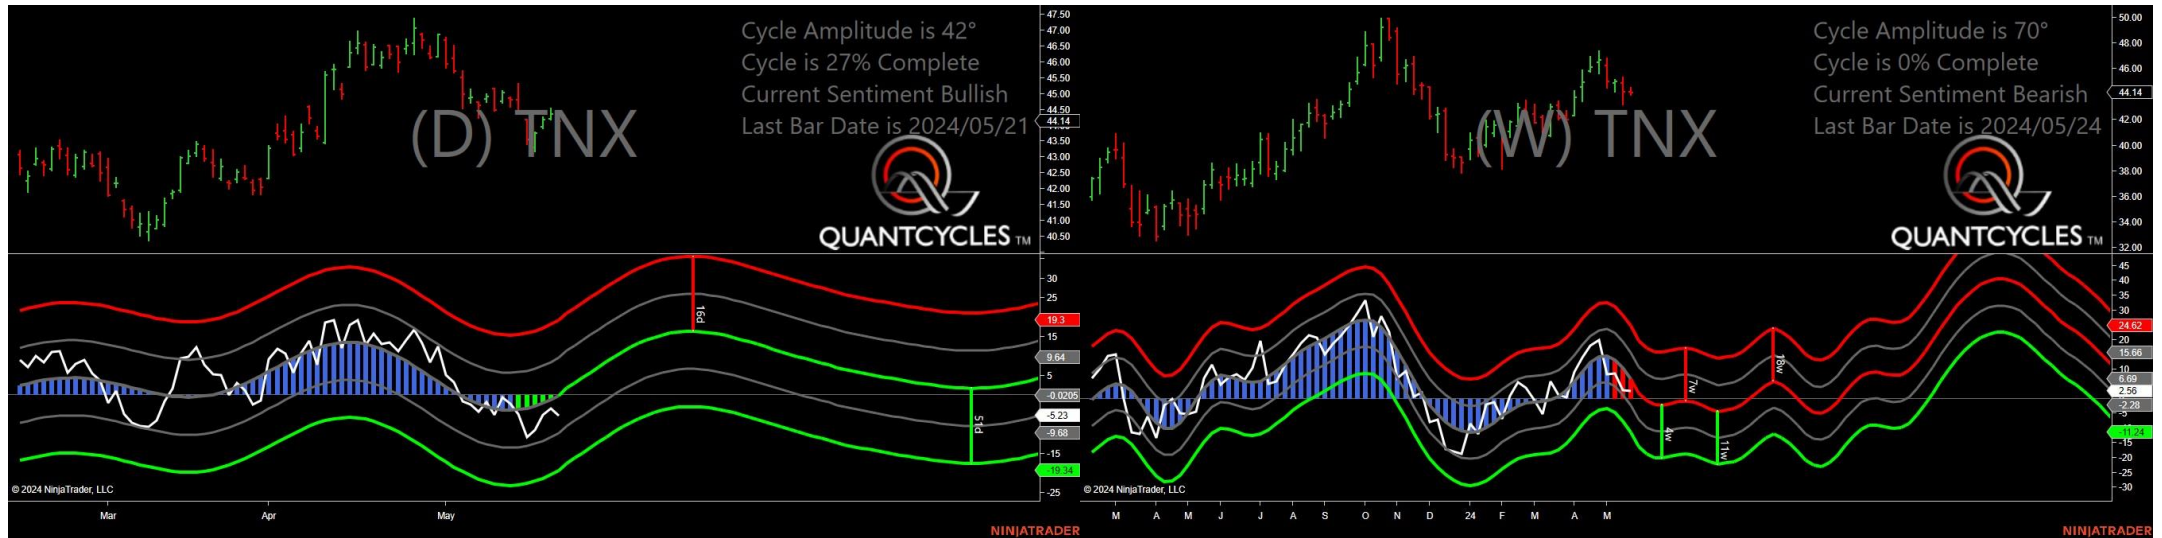 Cycle Amplitude is 42°
Cycle is 27% Complete
Current Sentiment Bullish
Last Bar Date is 2024/05/21
(D) TNX
QUANTCYCLES TM
47.50
47.00
46.50
46.00
45.50
45.00
44.50
44.14
43.50
43.00
42.50
42.00
41.50
41.00
40.50
16d
51d
30
25
19.3
15
9.64
5
-0.0205
-5.23
-9.68
-15
-19.34
-25
© 2024 NinjaTrader, LLC
Mar Apr May
NINJATRADER
Cycle Amplitude is 70°
Cycle is 0% Complete
Current Sentiment Bearish
Last Bar Date is 2024/05/24
(W) TNX
QUANTCYCLES TM
50.00
48.00
46.00
44.14
42.00
40.00
38.00
36.00
34.00
32.00
7w
18w
4w
11w
45
40
35
30
24.62
20
15.66
10
6.69
2.56
-2.28
-5
-11.24
-15
-20
-25
-30
© 2024 NinjaTrader, LLC
M A M J J A S O N D 24 F M A M
NINJATRADER